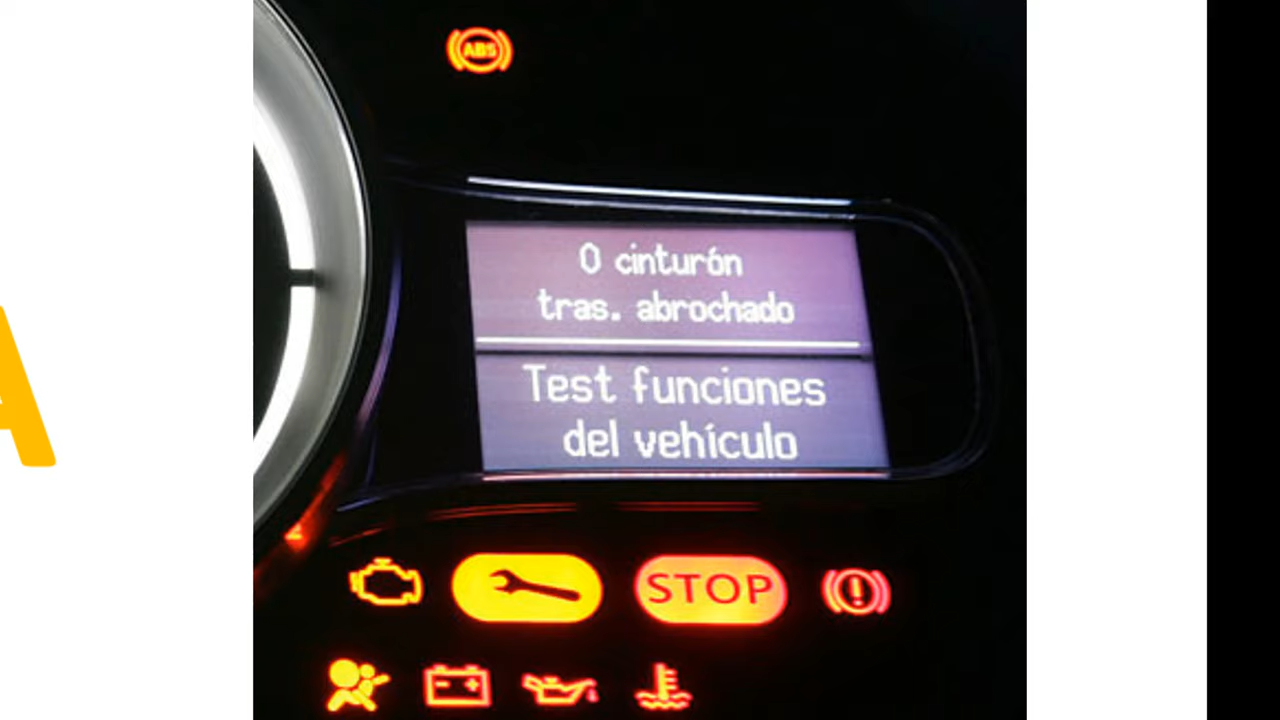 A
ABS
0 cinturón
tras. abrochado
Test funciones
del vehículo
STOP